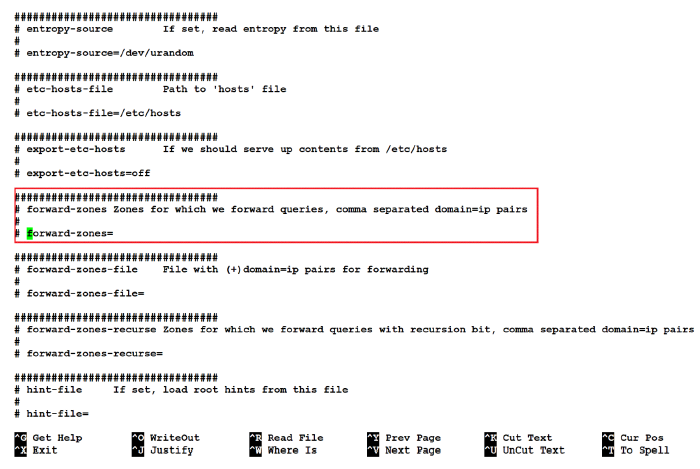 #################################
# entropy-source        If set, read entropy from this file
#
# entropy-source=/dev/urandom
#################################
# etc-hosts-file        Path to 'hosts' file
#
# etc-hosts-file=/etc/hosts
#################################
# export-etc-hosts      If we should serve up contents from /etc/hosts
#
# export-etc-hosts=off
#################################
# forward-zones Zones for which we forward queries, comma separated domain=ip pairs
#
# forward-zones=
#################################
# forward-zones-file    File with (+)domain=ip pairs for forwarding
#
# forward-zones-file=
#################################
# forward-zones-recurse Zones for which we forward queries with recursion bit, comma separated domain=ip pairs
#
# forward-zones-recurse=
#################################
# hint-file     If set, load root hints from this file
#
# hint-file=
^G Get Help ^O WriteOut ^R Read File ^Y Prev Page ^K Cut Text ^C Cur Pos
^X Exit ^J Justify ^W Where Is ^V Next Page ^U UnCut Text ^T To Spell